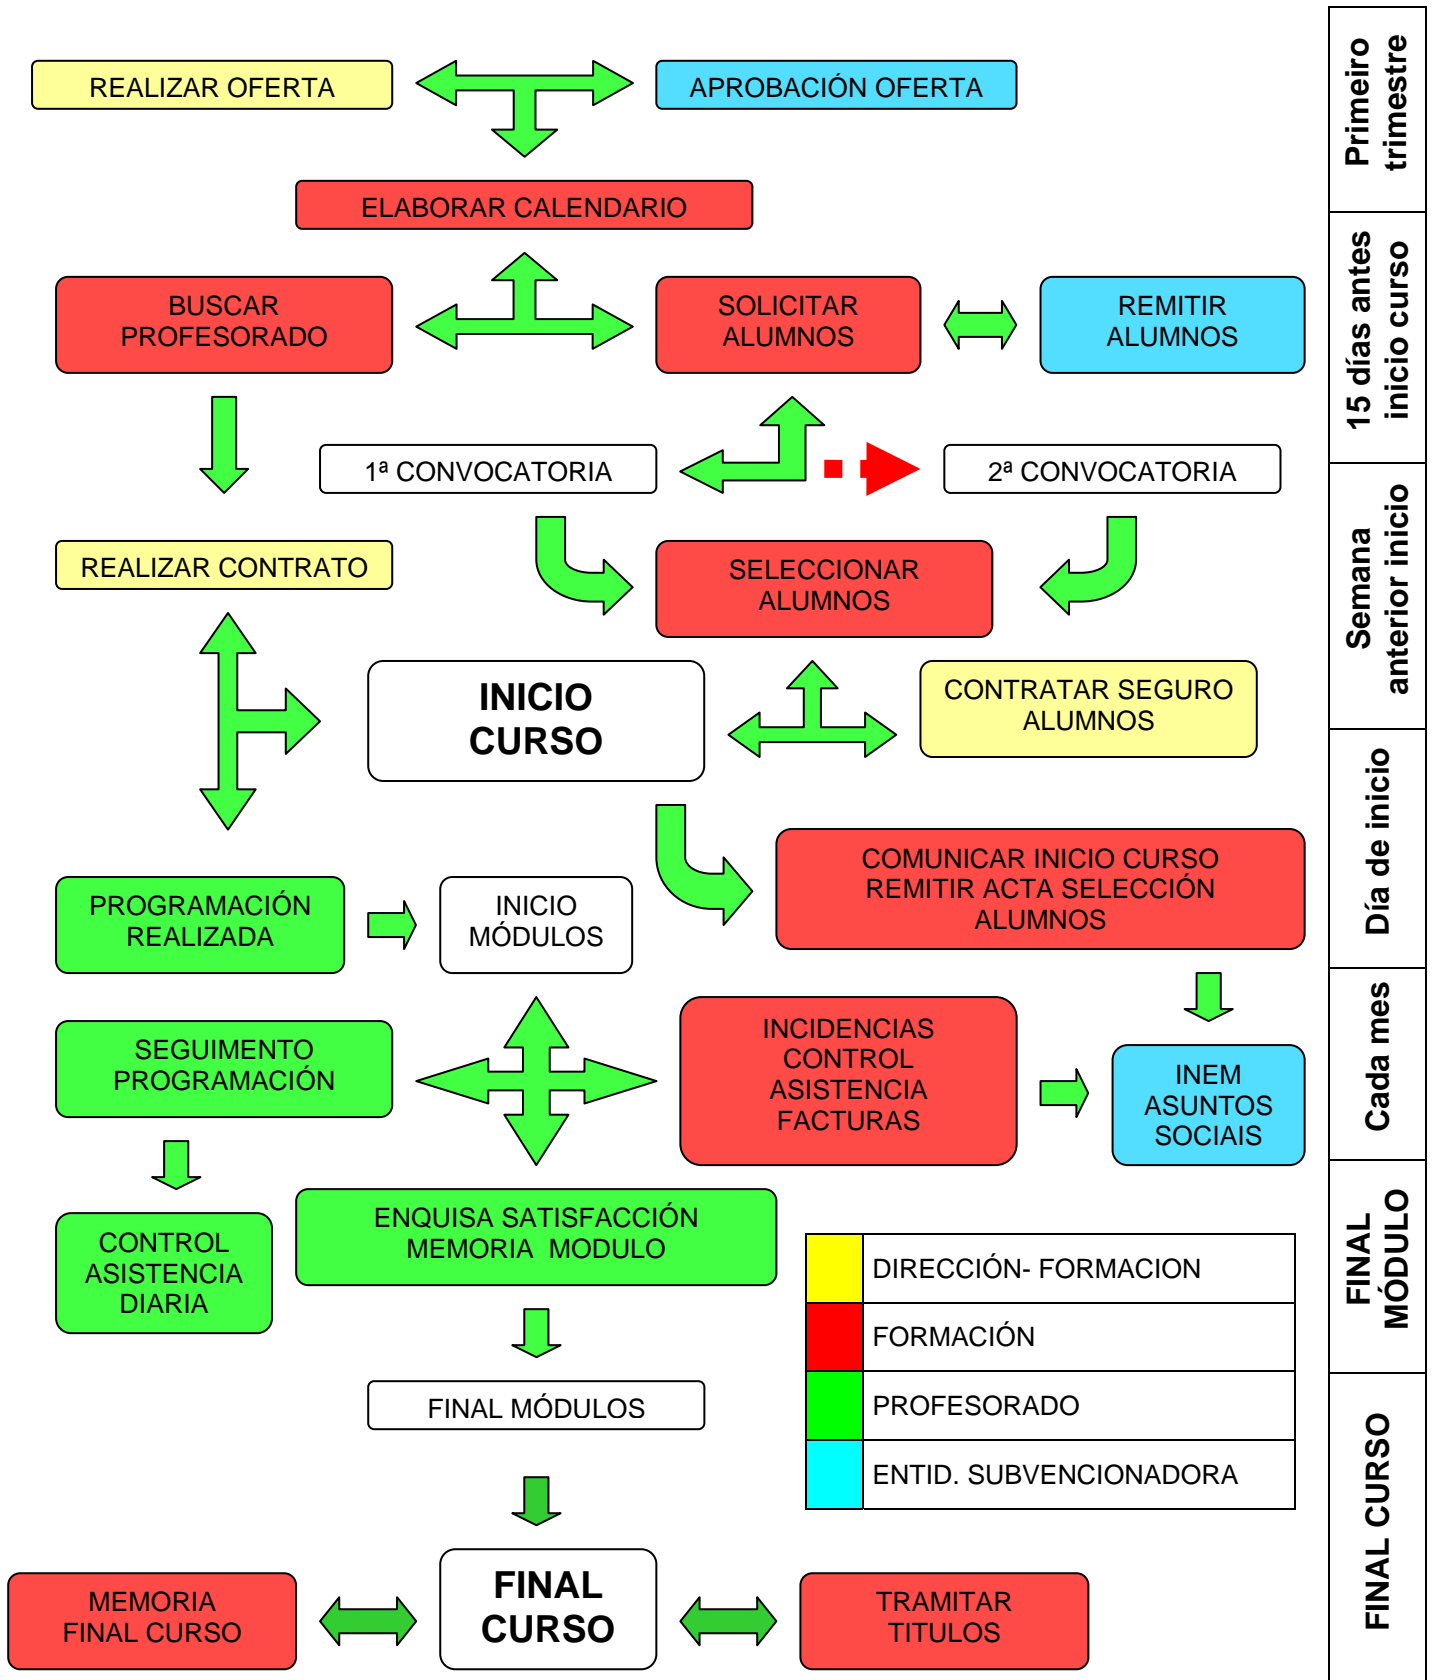 REALIZAR OFERTA
APROBACIÓN OFERTA
ELABORAR CALENDARIO
BUSCAR
PROFESORADO
SOLICITAR
ALUMNOS
REMITIR
ALUMNOS
1ª CONVOCATORIA
2ª CONVOCATORIA
REALIZAR CONTRATO
SELECCIONAR
ALUMNOS
INICIO
CURSO
CONTRATAR SEGURO
ALUMNOS
COMUNICAR INICIO CURSO
REMITIR ACTA SELECCIÓN
ALUMNOS
PROGRAMACIÓN
REALIZADA
INICIO
MÓDULOS
SEGUIMENTO
PROGRAMACIÓN
INCIDENCIAS
CONTROL
ASISTENCIA
FACTURAS
INEM
ASUNTOS
SOCIAIS
CONTROL
ASISTENCIA
DIARIA
ENQUISA SATISFACCIÓN
MEMORIA MODULO
DIRECCIÓN- FORMACION
FORMACIÓN
PROFESORADO
ENTID. SUBVENCIONADORA
FINAL MÓDULOS
MEMORIA
FINAL CURSO
FINAL
CURSO
TRAMITAR
TITULOS
Primeiro
trimestre
15 días antes
inicio curso
Semana
anterior inicio
Día de inicio
Cada mes
FINAL
MÓDULO
FINAL CURSO